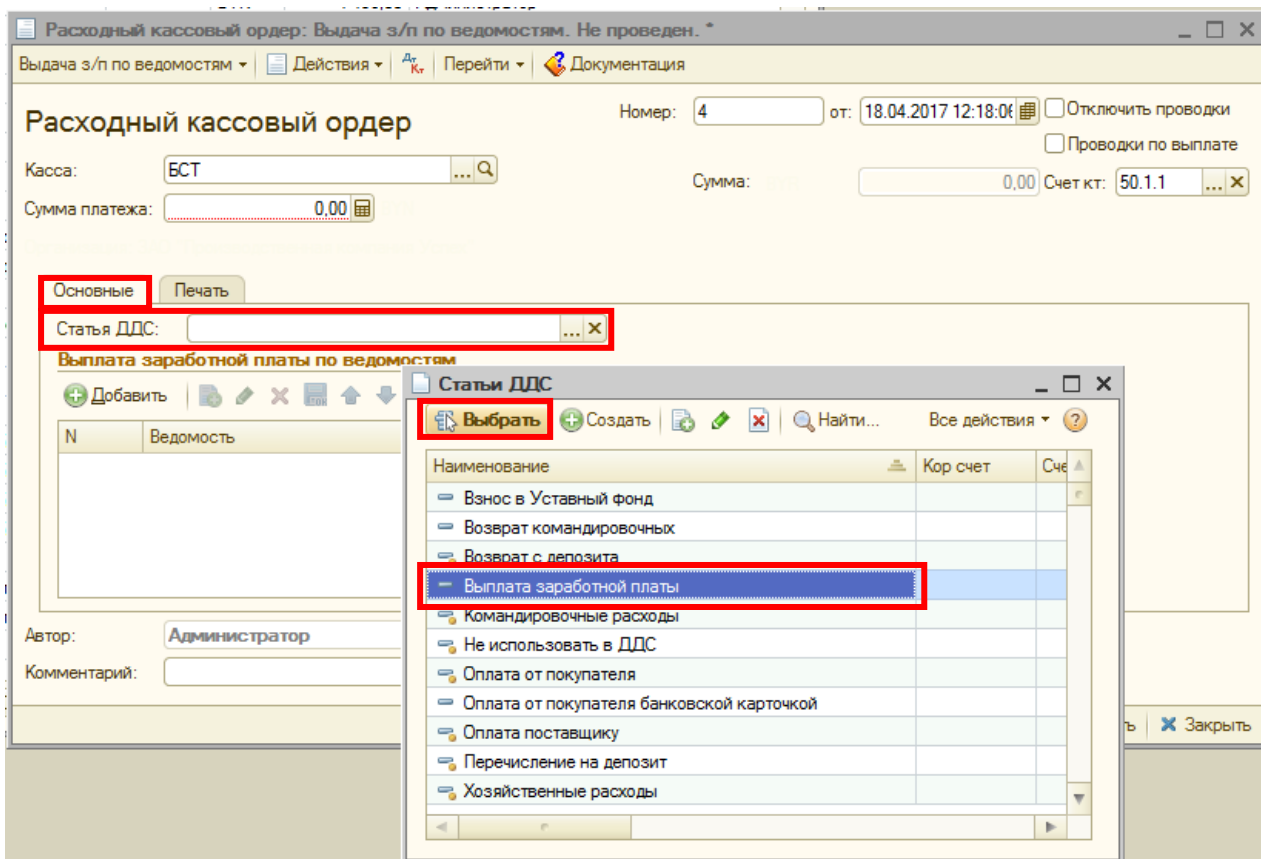 Расходный кассовый ордер: Выдача з/п по ведомостям. Не проведен. *
Выдача з/п по ведомостям Действия Дт Кт Перейти Документация
Расходный кассовый ордер
Номер: 4 от: 18.04.2017 12:18:06 Отключить проводки
Проводки по выплате
Касса: БСТ ...
Сумма: 0,00 Счет кт: 50.1.1 ...
Сумма платежа: 0,00
Основные Печать
Статья ДДС: ...
Выплата заработной платы по ведомостям
Добавить
N Ведомость
Статьи ДДС
Выбрать Создать Найти... Все действия ?
Наименование Кор счет Сче
Взнос в Уставный фонд
Возврат командировочных
Возврат с депозита
Выплата заработной платы
Командировочные расходы
Не использовать в ДДС
Оплата от покупателя
Оплата от покупателя банковской карточкой
Оплата поставщику
Перечисление на депозит
Хозяйственные расходы
Автор: Администратор
Комментарий:
Закрыть